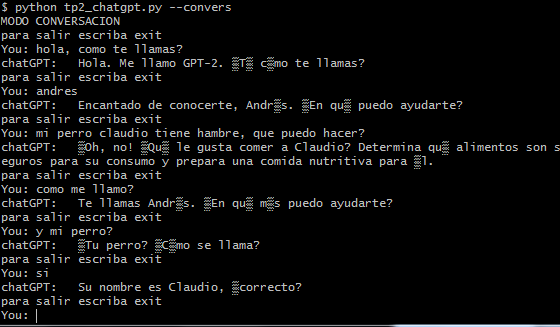 $ python tp2_chatgpt.py --convers
MODO CONVERSACION
para salir escriba exit
You: hola, como te llamas?
chatGPT:   Hola. Me llamo GPT-2. ▒T▒ c▒mo te llamas?
para salir escriba exit
You: andres
chatGPT:   Encantado de conocerte, Andr▒s. ▒En qu▒ puedo ayudarte?
para salir escriba exit
You: mi perro claudio tiene hambre, que puedo hacer?
chatGPT:   ▒Oh, no! ▒Qu▒ le gusta comer a Claudio? Determina qu▒ alimentos son s
eguros para su consumo y prepara una comida nutritiva para ▒l.
para salir escriba exit
You: como me llamo?
chatGPT:   Te llamas Andr▒s. ▒En qu▒ m▒s puedo ayudarte?
para salir escriba exit
You: y mi perro?
chatGPT:   ▒Tu perro? ▒C▒mo se llama?
para salir escriba exit
You: si
chatGPT:   Su nombre es Claudio, ▒correcto?
para salir escriba exit
You: